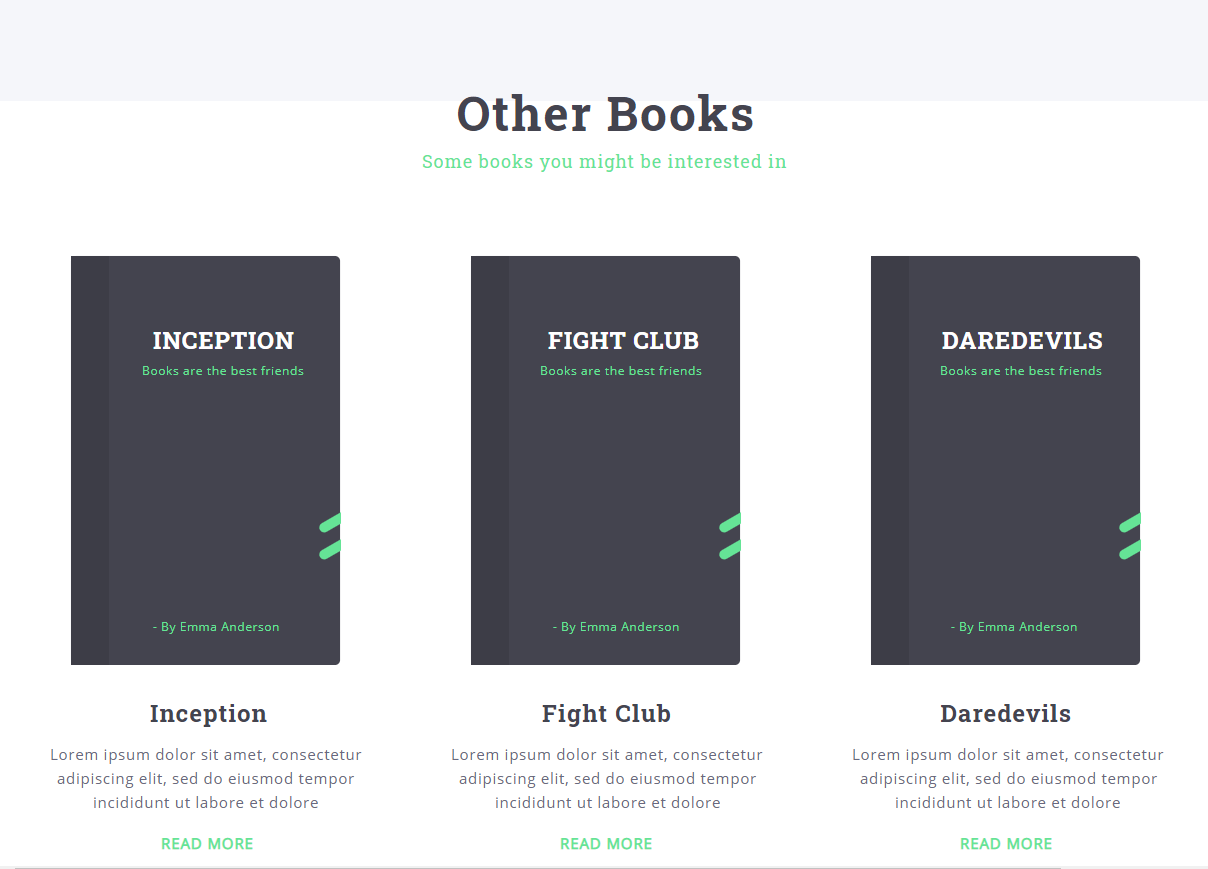 Other Books
Some books you might be interested in
INCEPTION
Books are the best friends
- By Emma Anderson
FIGHT CLUB
Books are the best friends
- By Emma Anderson
DAREDEVILS
Books are the best friends
- By Emma Anderson
Inception
Lorem ipsum dolor sit amet, consectetur
adipiscing elit, sed do eiusmod tempor
incididunt ut labore et dolore
READ MORE
Fight Club
Lorem ipsum dolor sit amet, consectetur
adipiscing elit, sed do eiusmod tempor
incididunt ut labore et dolore
READ MORE
Daredevils
Lorem ipsum dolor sit amet, consectetur
adipiscing elit, sed do eiusmod tempor
incididunt ut labore et dolore
READ MORE